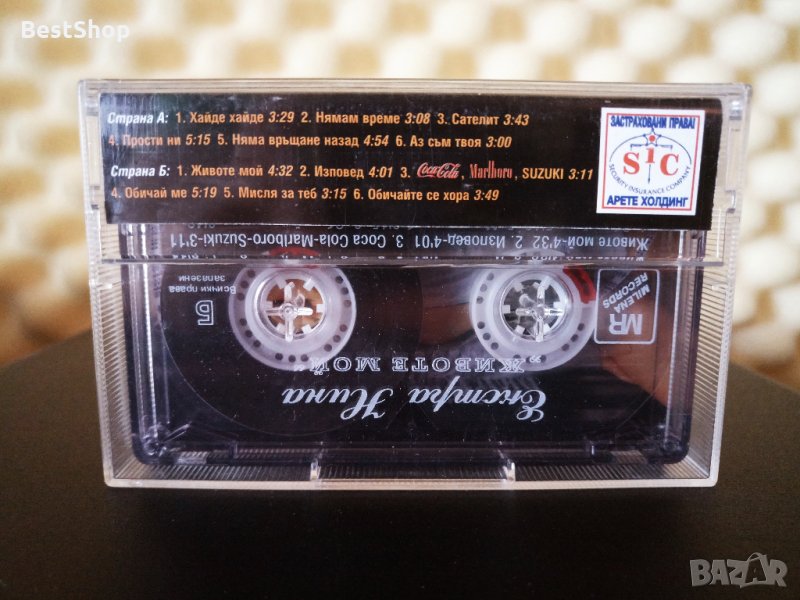 BestShop
Страна А: 1. Хайде хайде 3:29 2. Нямам време 3:08 3. Сателит 3:43
4. Прости ни 5:15 5. Няма връщане назад 4:54 6. Аз съм твоя 3:00
Страна Б: 1. Животе мой 4:32 2. Изповед 4:01 3. Coca-Cola, Marlboro, SUZUKI 3:11
4. Обичай ме 5:19 5. Мисля за теб 3:15 6. Обичайте се хора 3:49
ЗАСТРАХОВАНИ ПРАВА!
SIC
SECURITY INSURANCE COMPANY
АРЕТЕ ХОЛДИНГ
Животе мой-4'32 2. Изповед-4'01 3. Coca Cola-Marlboro-Suzuki-3'11
Всички права
запазени
Б
MR
MILENA
RECORDS
"ЖИВОТЕ МОЙ"
Екстра Нина
BAZAR